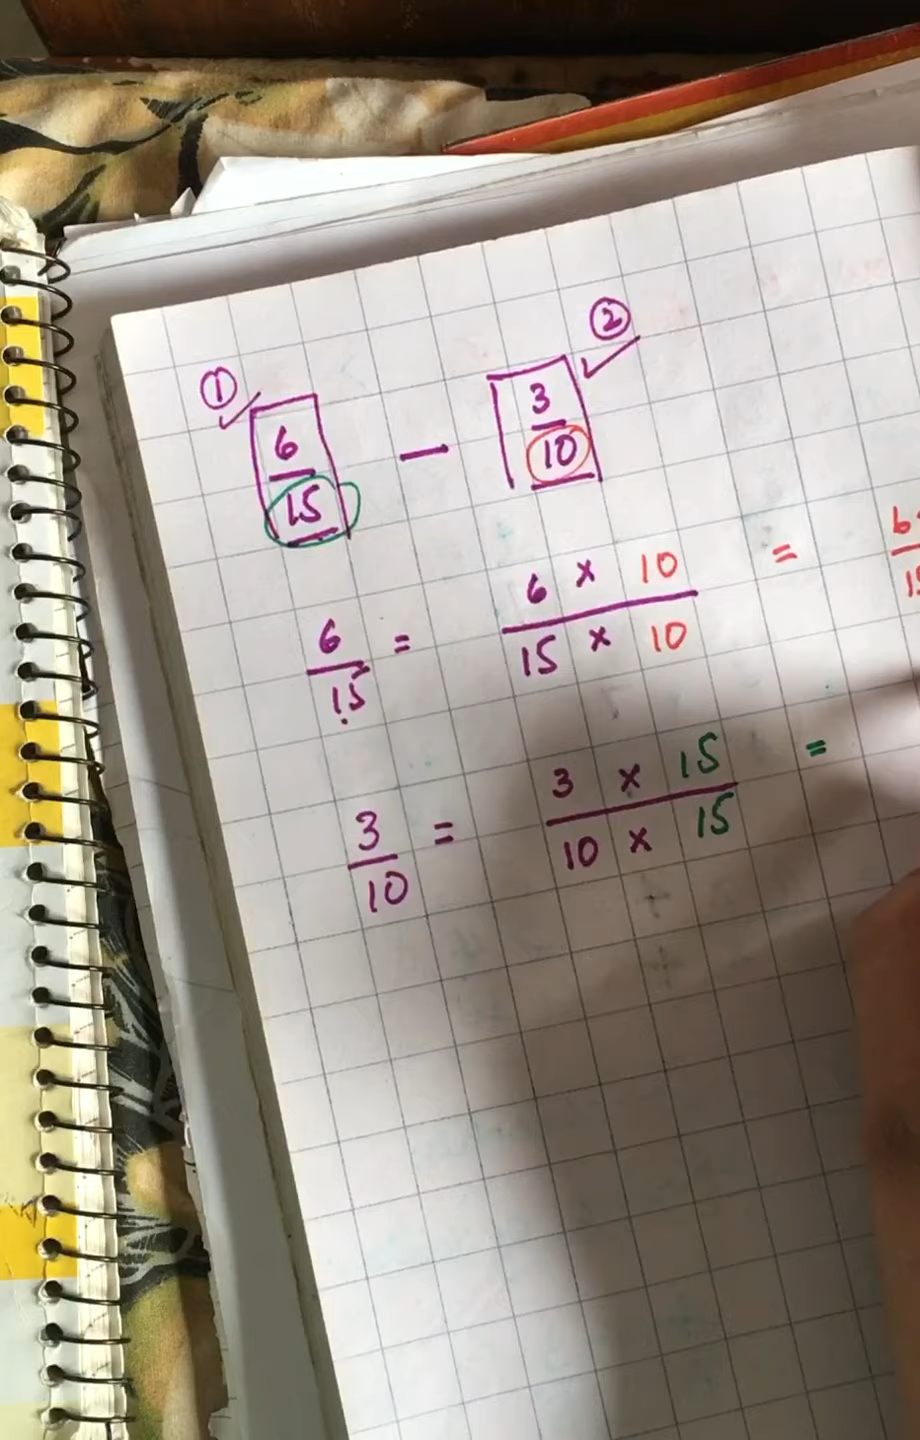 ① ②
6/15 − 3/10
6/15 = 6 × 10 / 15 × 10 =
3/10 = 3 × 15 / 10 × 15 =